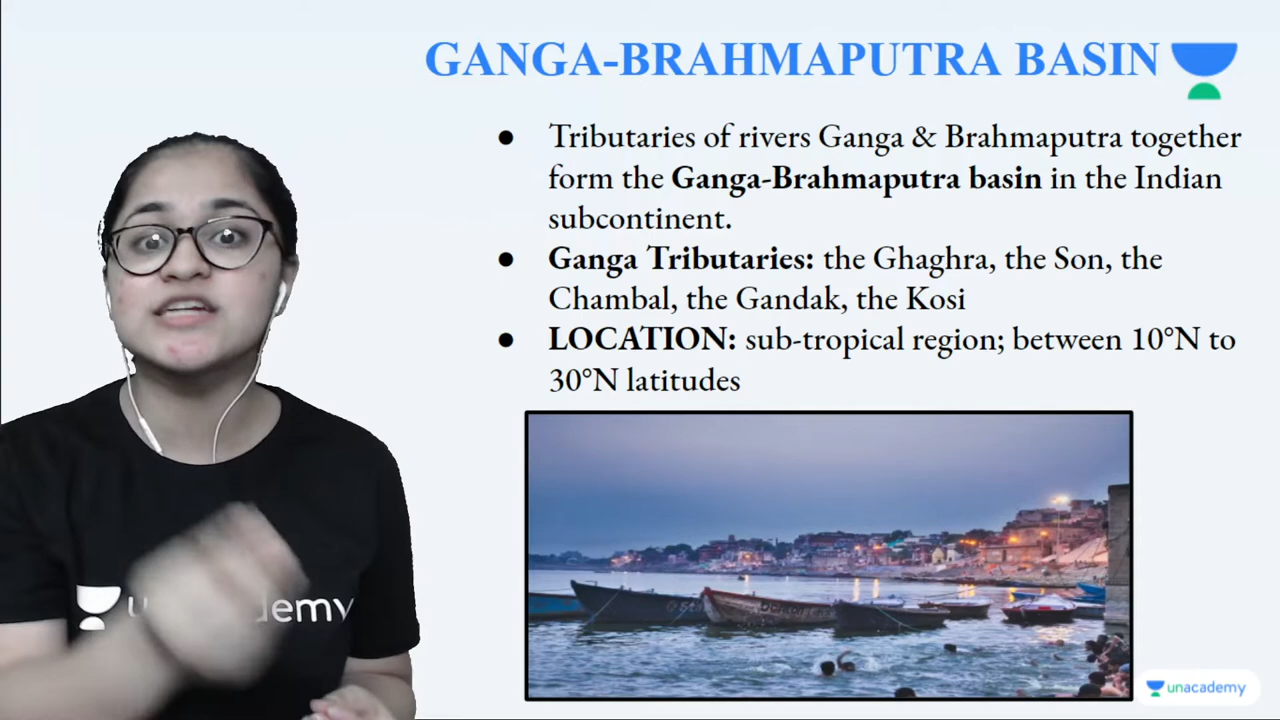 GANGA-BRAHMAPUTRA BASIN
● Tributaries of rivers Ganga & Brahmaputra together
form the Ganga-Brahmaputra basin in the Indian
subcontinent.
● Ganga Tributaries: the Ghaghra, the Son, the
Chambal, the Gandak, the Kosi
● LOCATION: sub-tropical region; between 10°N to
30°N latitudes
unacademy